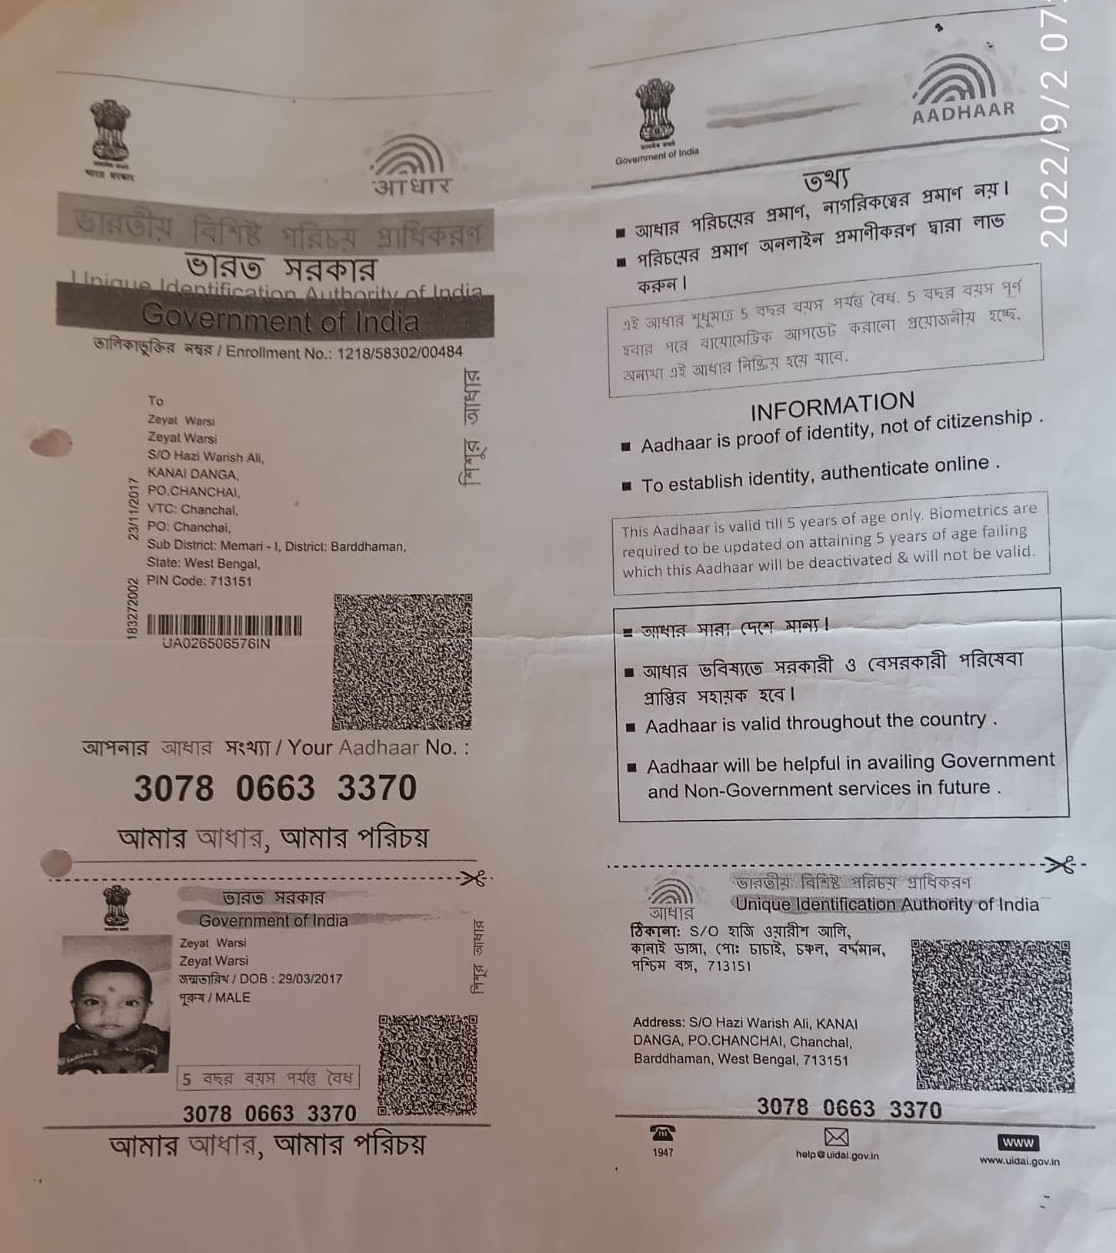 भारत सरकार
आधार
ভারতীয় বিশিষ্ট পরিচয় প্রাধিকরণ
ভারত সরকার
Unique Identification Authority of India
Government of India
তালিকাভুক্তির নম্বর / Enrollment No.: 1218/58302/00484
To
Zeyat Warsi
Zeyat Warsi
S/O Hazi Warish Ali,
KANAI DANGA,
PO.CHANCHAI,
VTC: Chanchal,
PO: Chanchai,
Sub District: Memari - I, District: Barddhaman,
State: West Bengal,
PIN Code: 713151
23/11/2017
183272002
শিশুর আধার
UA026506576IN
আপনার আধার সংখ্যা / Your Aadhaar No. :
3078 0663 3370
আমার আধার, আমার পরিচয়
ভারত সরকার
Government of India
Zeyat Warsi
Zeyat Warsi
জন্মতারিখ / DOB : 29/03/2017
পুরুষ / MALE
শিশুর আধার
5 বছর বয়স পর্যন্ত বৈধ
3078 0663 3370
আমার আধার, আমার পরিচয়
Government of India
AADHAAR
2022/9/2 07:
তথ্য
■ আধার পরিচয়ের প্রমাণ, নাগরিকত্বের প্রমাণ নয়।
■ পরিচয়ের প্রমাণ অনলাইন প্রমাণীকরণ দ্বারা লাভ
করুন।
এই আধার শুধুমাত্র 5 বছর বয়স পর্যন্ত বৈধ. 5 বছর বয়স পূর্ণ
হবার পরে বায়োমেট্রিক আপডেট করানো প্রয়োজনীয় হচ্ছে.
অন্যথা এই আধার নিষ্ক্রিয় হয়ে যাবে.
INFORMATION
■ Aadhaar is proof of identity, not of citizenship .
■ To establish identity, authenticate online .
This Aadhaar is valid till 5 years of age only. Biometrics are
required to be updated on attaining 5 years of age failing
which this Aadhaar will be deactivated & will not be valid.
■ আধার সারা দেশে মান্য।
■ আধার ভবিষ্যতে সরকারী ও বেসরকারী পরিষেবা
প্রাপ্তির সহায়ক হবে।
■ Aadhaar is valid throughout the country .
■ Aadhaar will be helpful in availing Government
and Non-Government services in future .
আধার
ভারতীয় বিশিষ্ট পরিচয় প্রাধিকরণ
Unique Identification Authority of India
ঠিকানা: S/O হাজি ওয়ারীশ আলি,
কানাই ডাঙ্গা, পো: চাচাই, চঞ্চল, বর্ধমান,
পশ্চিম বঙ্গ, 713151
Address: S/O Hazi Warish Ali, KANAI
DANGA, PO.CHANCHAI, Chanchal,
Barddhaman, West Bengal, 713151
3078 0663 3370
1947
help@uidai.gov.in
www
www.uidai.gov.in